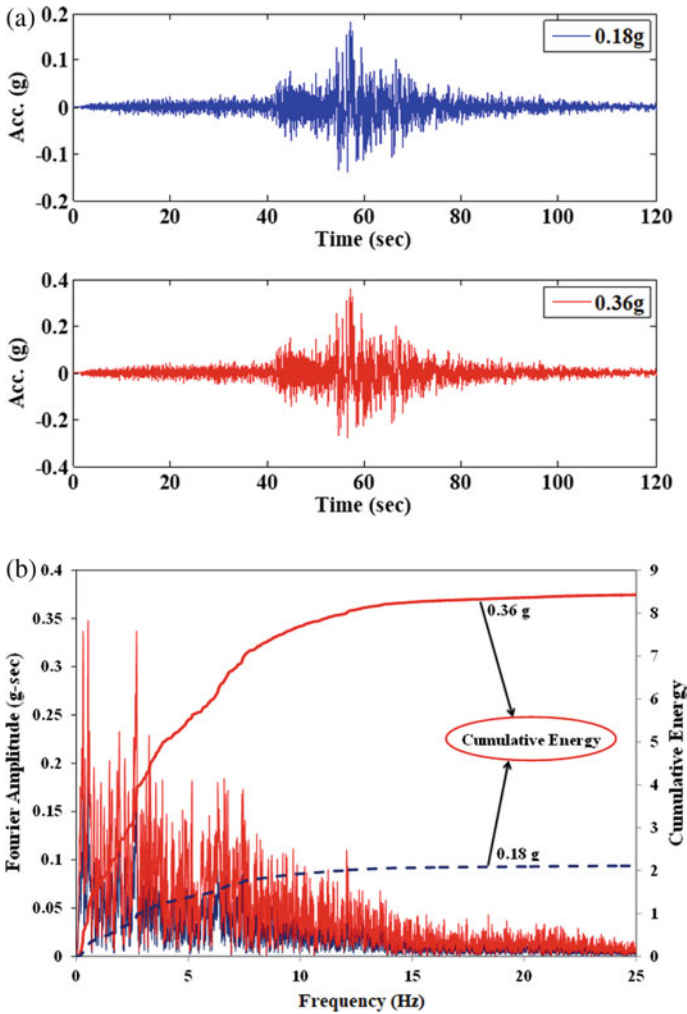 (a)
0.2
0.1
0
-0.1
-0.2
Acc. (g)
0.18g
0 20 40 60 80 100 120
Time (sec)
0.4
0.2
0
-0.2
-0.4
Acc. (g)
0.36g
0 20 40 60 80 100 120
Time (sec)
(b)
0.4
0.35
0.3
0.25
0.2
0.15
0.1
0.05
0
Fourier Amplitude (g-sec)
0.36 g
Cumulative Energy
0.18 g
9
8
7
6
5
4
3
2
1
0
Cumulative Energy
0 5 10 15 20 25
Frequency (Hz)